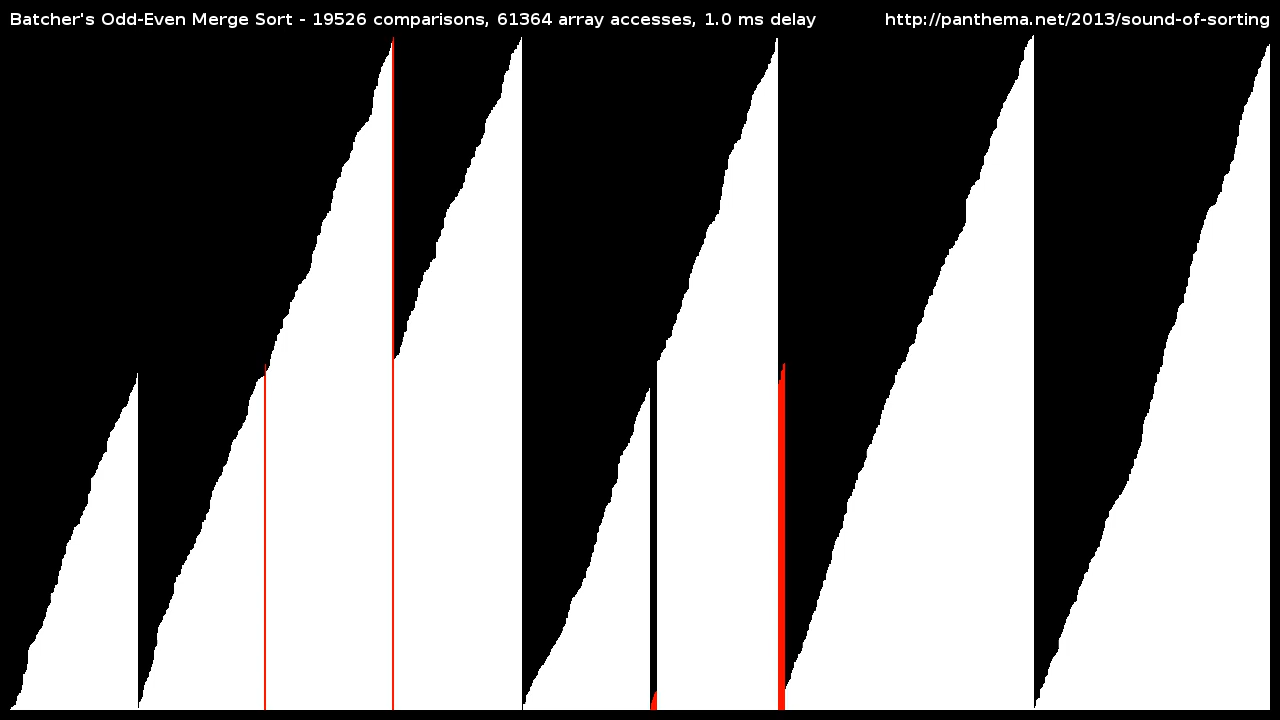 Batcher's Odd-Even Merge Sort - 19526 comparisons, 61364 array accesses, 1.0 ms delay
http://panthema.net/2013/sound-of-sorting